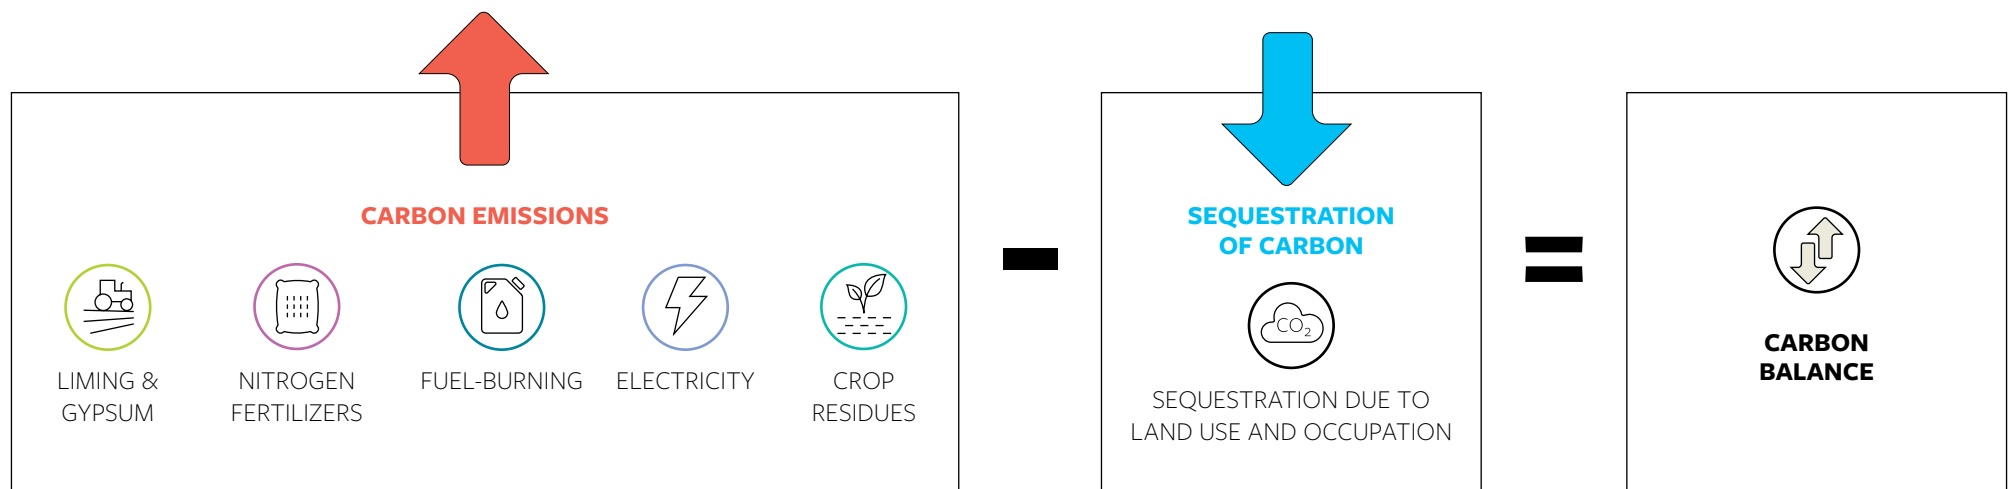 CARBON EMISSIONS
LIMING &
GYPSUM
NITROGEN
FERTILIZERS
FUEL-BURNING
ELECTRICITY
CROP
RESIDUES
-
SEQUESTRATION
OF CARBON
CO₂
SEQUESTRATION DUE TO
LAND USE AND OCCUPATION
=
CARBON
BALANCE